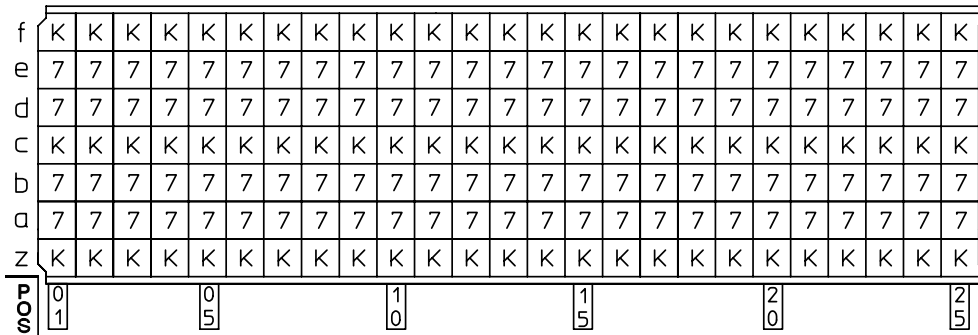 f K K K K K K K K K K K K K K K K K K K K K K K K K
e 7 7 7 7 7 7 7 7 7 7 7 7 7 7 7 7 7 7 7 7 7 7 7 7 7
d 7 7 7 7 7 7 7 7 7 7 7 7 7 7 7 7 7 7 7 7 7 7 7 7 7
c K K K K K K K K K K K K K K K K K K K K K K K K K
b 7 7 7 7 7 7 7 7 7 7 7 7 7 7 7 7 7 7 7 7 7 7 7 7 7
a 7 7 7 7 7 7 7 7 7 7 7 7 7 7 7 7 7 7 7 7 7 7 7 7 7
z K K K K K K K K K K K K K K K K K K K K K K K K K
POS 01 05 10 15 20 25